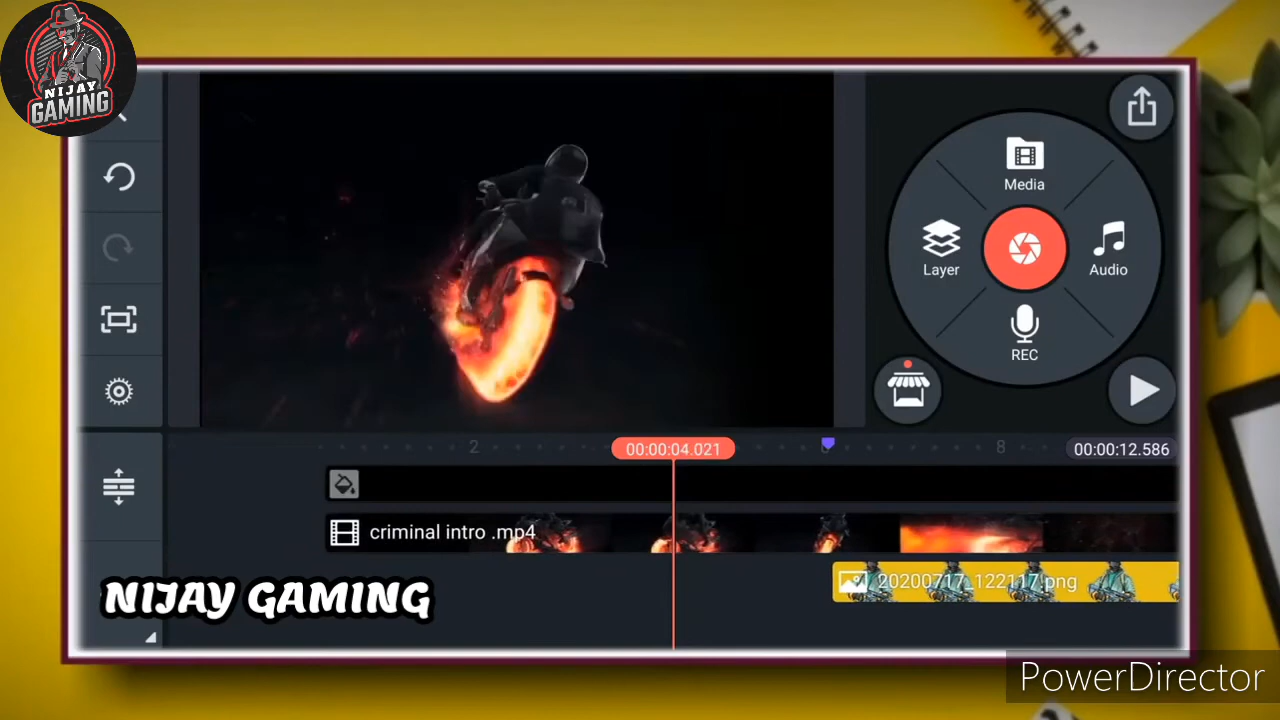 NIJAY
GAMING
Media
Layer
Audio
REC
2
00:00:04.021
8
00:00:12.586
criminal intro .mp4
20200717_122117.png
NIJAY GAMING
PowerDirector